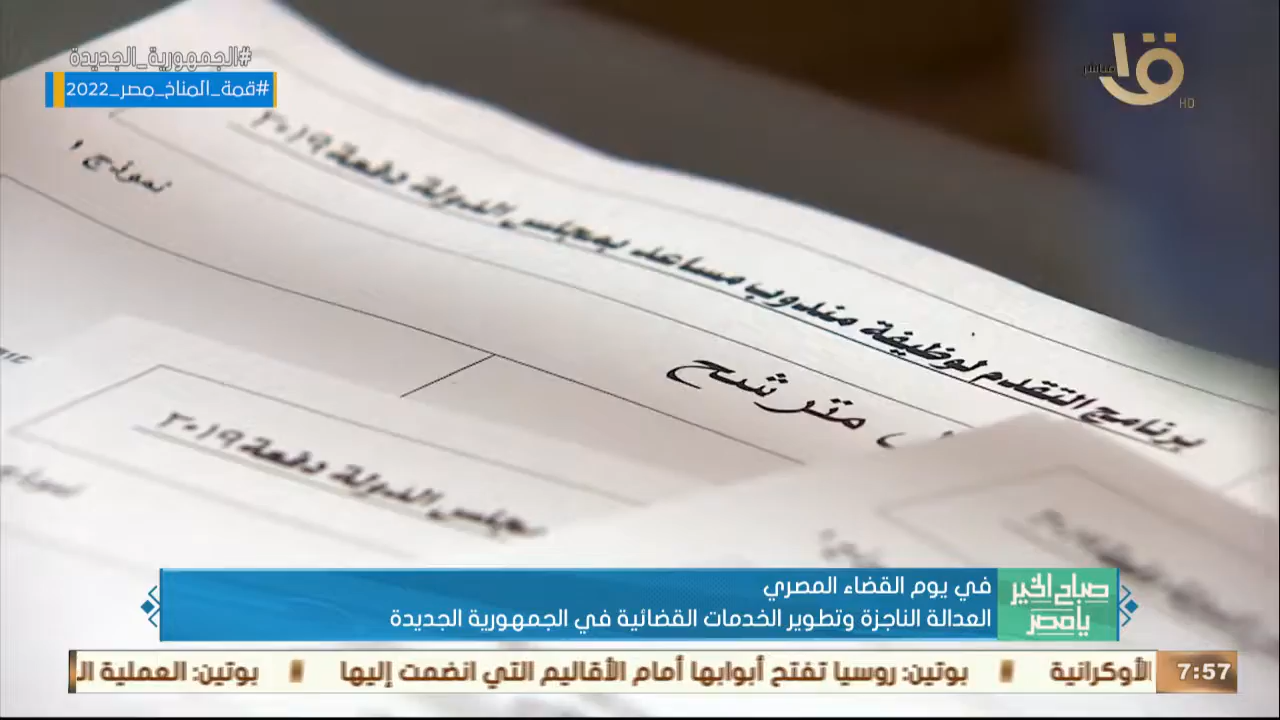 #الجمهورية_الجديدة
#قمة_المناخ_مصر_2022
مباشر
HD
برنامج التقدم لوظيفة مندوب مساعد بمجلس الدولة دفعة ٢٠١٩
نموذج ١
مترشح
مجلس الدولة دفعة ٢٠١٩
صباح الخير
يا مصر
في يوم القضاء المصري
العدالة الناجزة وتطوير الخدمات القضائية في الجمهورية الجديدة
7:57
الأوكرانية
بوتين: روسيا تفتح أبوابها أمام الأقاليم التي انضمت إليها
بوتين: العملية الـ